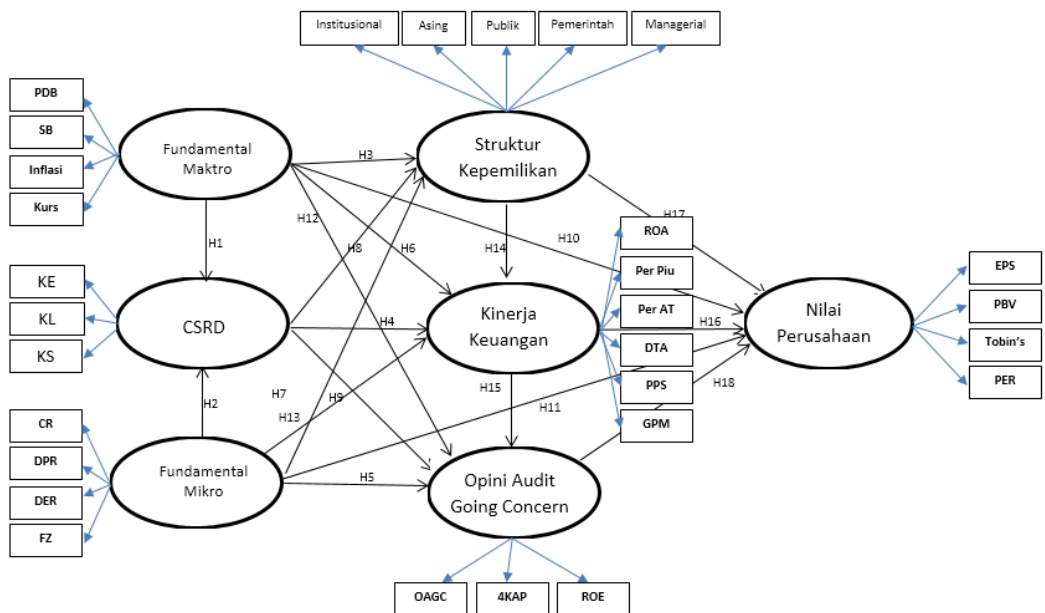 Institusional
Asing
Publik
Pemerintah
Managerial
PDB
SB
Inflasi
Kurs
Fundamental
Maktro
Struktur
Kepemilikan
H3
H12
H8
H6
H10
H17
H1
H14
ROA
Per Piu
Per AT
DTA
PPS
GPM
KE
KL
KS
CSRD
H4
Kinerja
Keuangan
H16
Nilai
Perusahaan
EPS
PBV
Tobin's
PER
H2
H7
H13
H9
H15
H11
H18
CR
DPR
DER
FZ
Fundamental
Mikro
H5
Opini Audit
Going Concern
OAGC
4KAP
ROE